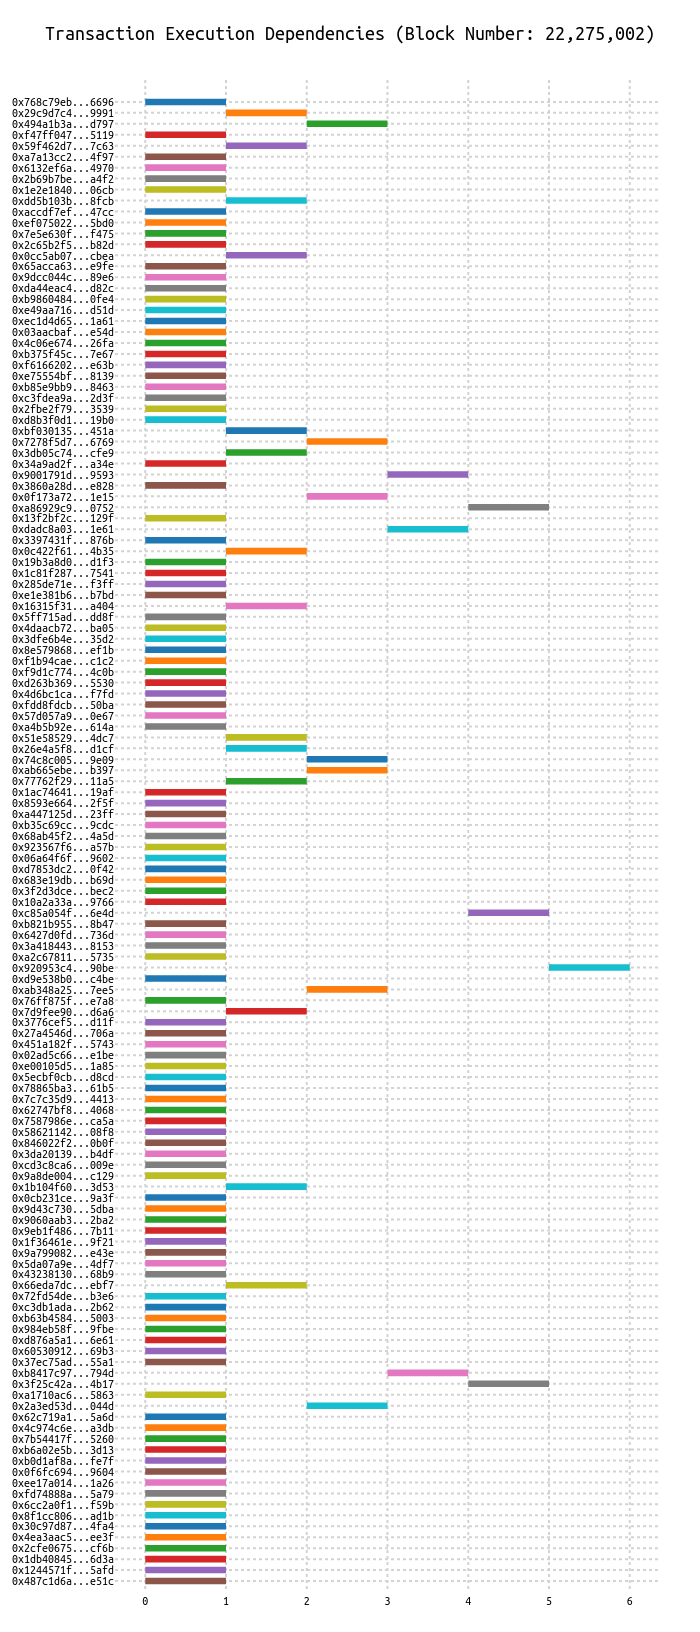 Transaction Execution Dependencies (Block Number: 22,275,002)
0x768c79eb...6696
0x29c9d7c4...9991
0x494a1b3a...d797
0xf47ff047...5119
0x59f462d7...7c63
0xa7a13cc2...4f97
0x6132ef6a...4970
0x2b69b7be...a4f2
0x1e2e1840...06cb
0xdd5b103b...8fcb
0xaccdf7ef...47cc
0xef075022...5bd0
0x7e5e630f...f475
0x2c65b2f5...b82d
0x0cc5ab07...cbea
0x65acca63...e9fe
0x9dcc044c...89e6
0xda44eac4...d82c
0xb9860484...0fe4
0xe49aa716...d51d
0xec1d4d65...1a61
0x03aacbaf...e54d
0x4c06e674...26fa
0xb375f45c...7e67
0xf6166202...e63b
0xe75554bf...8139
0xb85e9bb9...8463
0xc3fdea9a...2d3f
0x2fbe2f79...3539
0xd8b3f0d1...19b0
0xbf030135...451a
0x7278f5d7...6769
0x3db05c74...cfe9
0x34a9ad2f...a34e
0x9001791d...9593
0x3860a28d...e828
0x0f173a72...1e15
0xa86929c9...0752
0x13f2bf2c...129f
0xdadc8a03...1e61
0x3397431f...876b
0x0c422f61...4b35
0x19b3a8d0...d1f3
0x1c81f287...7541
0x285de71e...f3ff
0xe1e381b6...b7bd
0x16315f31...a404
0x5ff715ad...dd8f
0x4daacb72...ba05
0x3dfe6b4e...35d2
0x8e579868...ef1b
0xf1b94cae...c1c2
0xf9d1c774...4c0b
0xd263b369...5530
0x4d6bc1ca...f7fd
0xfdd8fdcb...50ba
0x57d057a9...0e67
0xa4b5b92e...614a
0x51e58529...4dc7
0x26e4a5f8...d1cf
0x74c8c005...9e09
0xab665ebe...b397
0x77762f29...11a5
0x1ac74641...19af
0x8593e664...2f5f
0xa447125d...23ff
0xb35c69cc...9cdc
0x68ab45f2...4a5d
0x923567f6...a57b
0x06a64f6f...9602
0xd7853dc2...0f42
0x683e19db...b69d
0x3f2d3dce...bec2
0x10a2a33a...9766
0xc85a054f...6e4d
0xb821b955...8b47
0x6427d0fd...736d
0x3a418443...8153
0xa2c67811...5735
0x920953c4...90be
0xd9e538b0...c4be
0xab348a25...7ee5
0x76ff875f...e7a8
0x7d9fee90...d6a6
0x3776cef5...d11f
0x27a4546d...706a
0x451a182f...5743
0x02ad5c66...e1be
0xe00105d5...1a85
0x5ecbf0cb...d8cd
0x78865ba3...61b5
0x7c7c35d9...4413
0x62747bf8...4068
0x7587986e...ca5a
0x58621142...08f8
0x846022f2...0b0f
0x3da20139...b4df
0xcd3c8ca6...009e
0x9a8de004...c129
0x1b104f60...3d53
0x0cb231ce...9a3f
0x9d43c730...5dba
0x9060aab3...2ba2
0x9eb1f486...7b11
0x1f36461e...9f21
0x9a799082...e43e
0x5da07a9e...4df7
0x43238130...68b9
0x66eda7dc...ebf7
0x72fd54de...b3e6
0xc3db1ada...2b62
0xb63b4584...5003
0x984eb58f...9fbe
0xd876a5a1...6e61
0x60530912...69b3
0x37ec75ad...55a1
0xb8417c97...794d
0x3f25c42a...4b17
0xa1710ac6...5863
0x2a3ed53d...044d
0x62c719a1...5a6d
0x4c974c6e...a3db
0x7b54417f...5260
0xb6a02e5b...3d13
0xb0d1af8a...fe7f
0x0f6fc694...9604
0xee17a014...1a26
0xfd74888a...5a79
0x6cc2a0f1...f59b
0x8f1cc806...ad1b
0x30c97d87...4fa4
0x4ea3aac5...ee3f
0x2cfe0675...cf6b
0x1db40845...6d3a
0x1244571f...5afd
0x487c1d6a...e51c
0 1 2 3 4 5 6